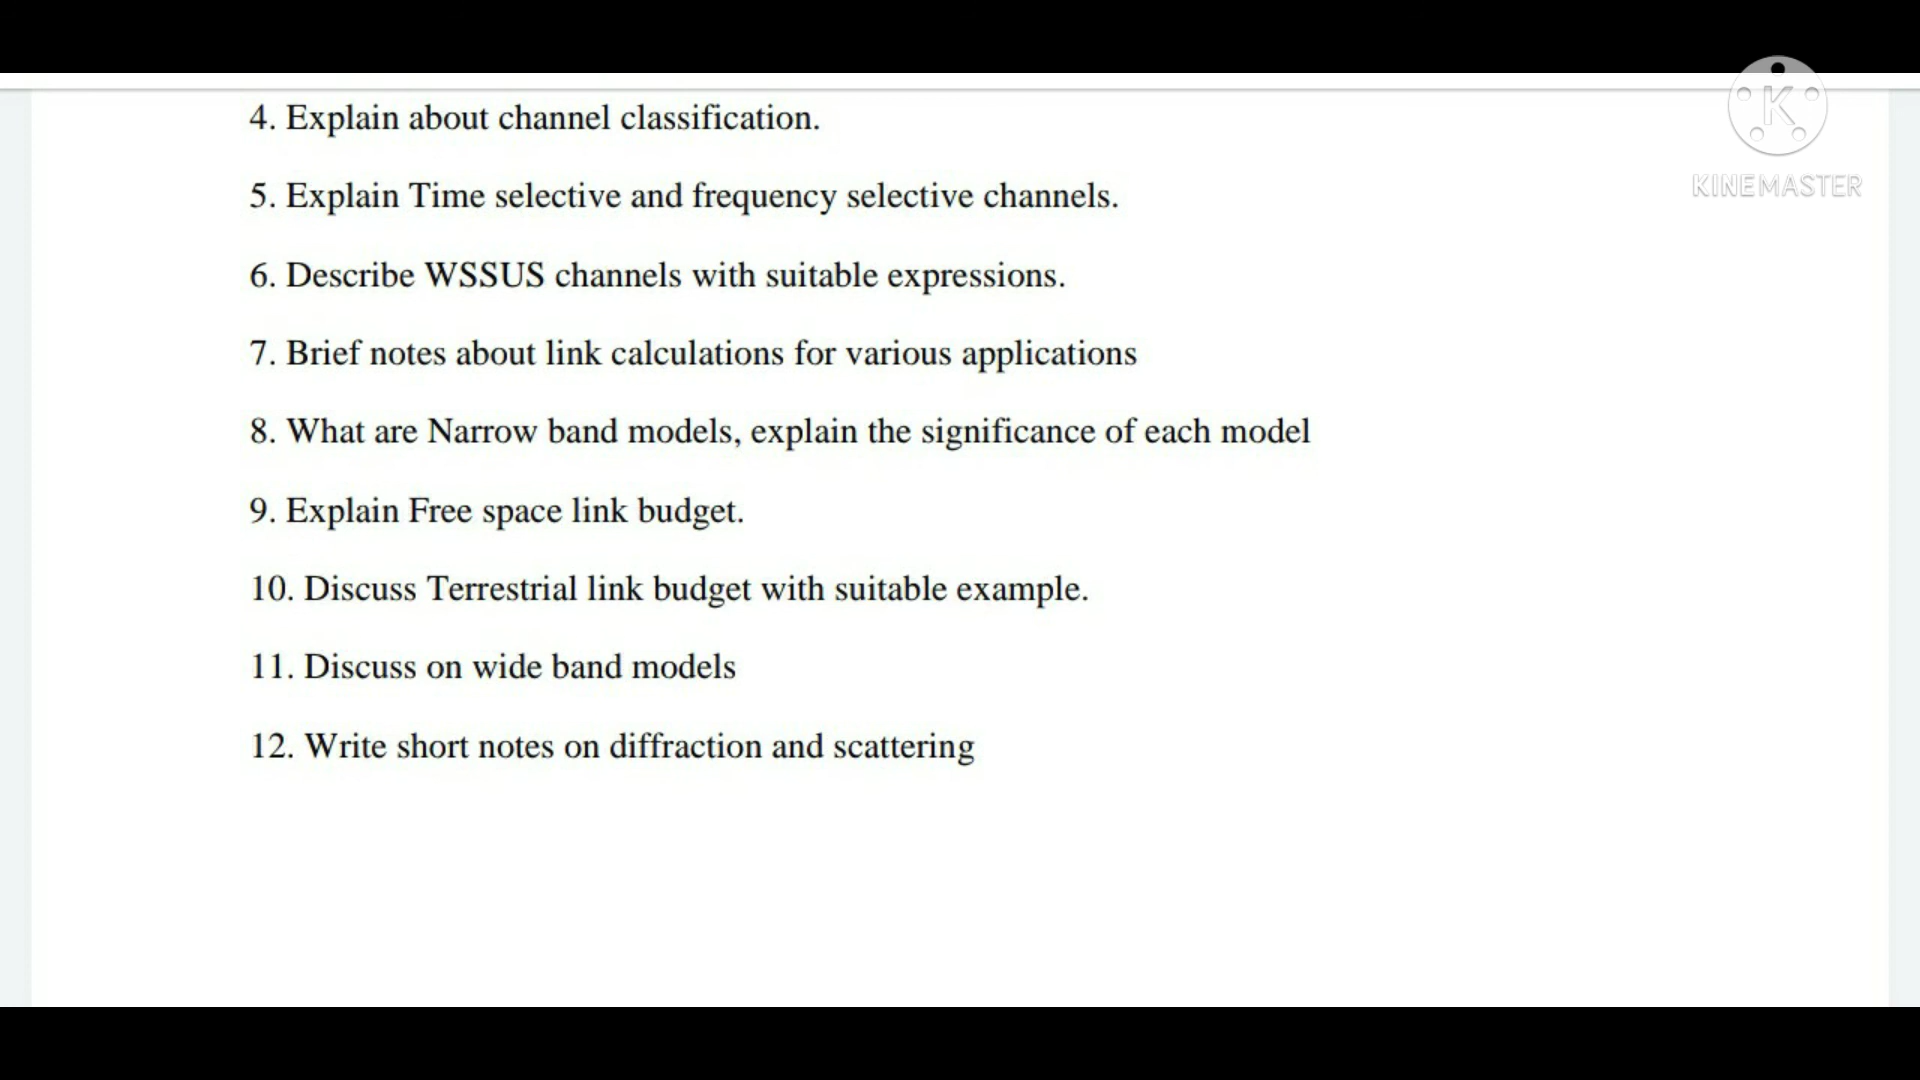 K
KINEMASTER
4. Explain about channel classification.
5. Explain Time selective and frequency selective channels.
6. Describe WSSUS channels with suitable expressions.
7. Brief notes about link calculations for various applications
8. What are Narrow band models, explain the significance of each model
9. Explain Free space link budget.
10. Discuss Terrestrial link budget with suitable example.
11. Discuss on wide band models
12. Write short notes on diffraction and scattering